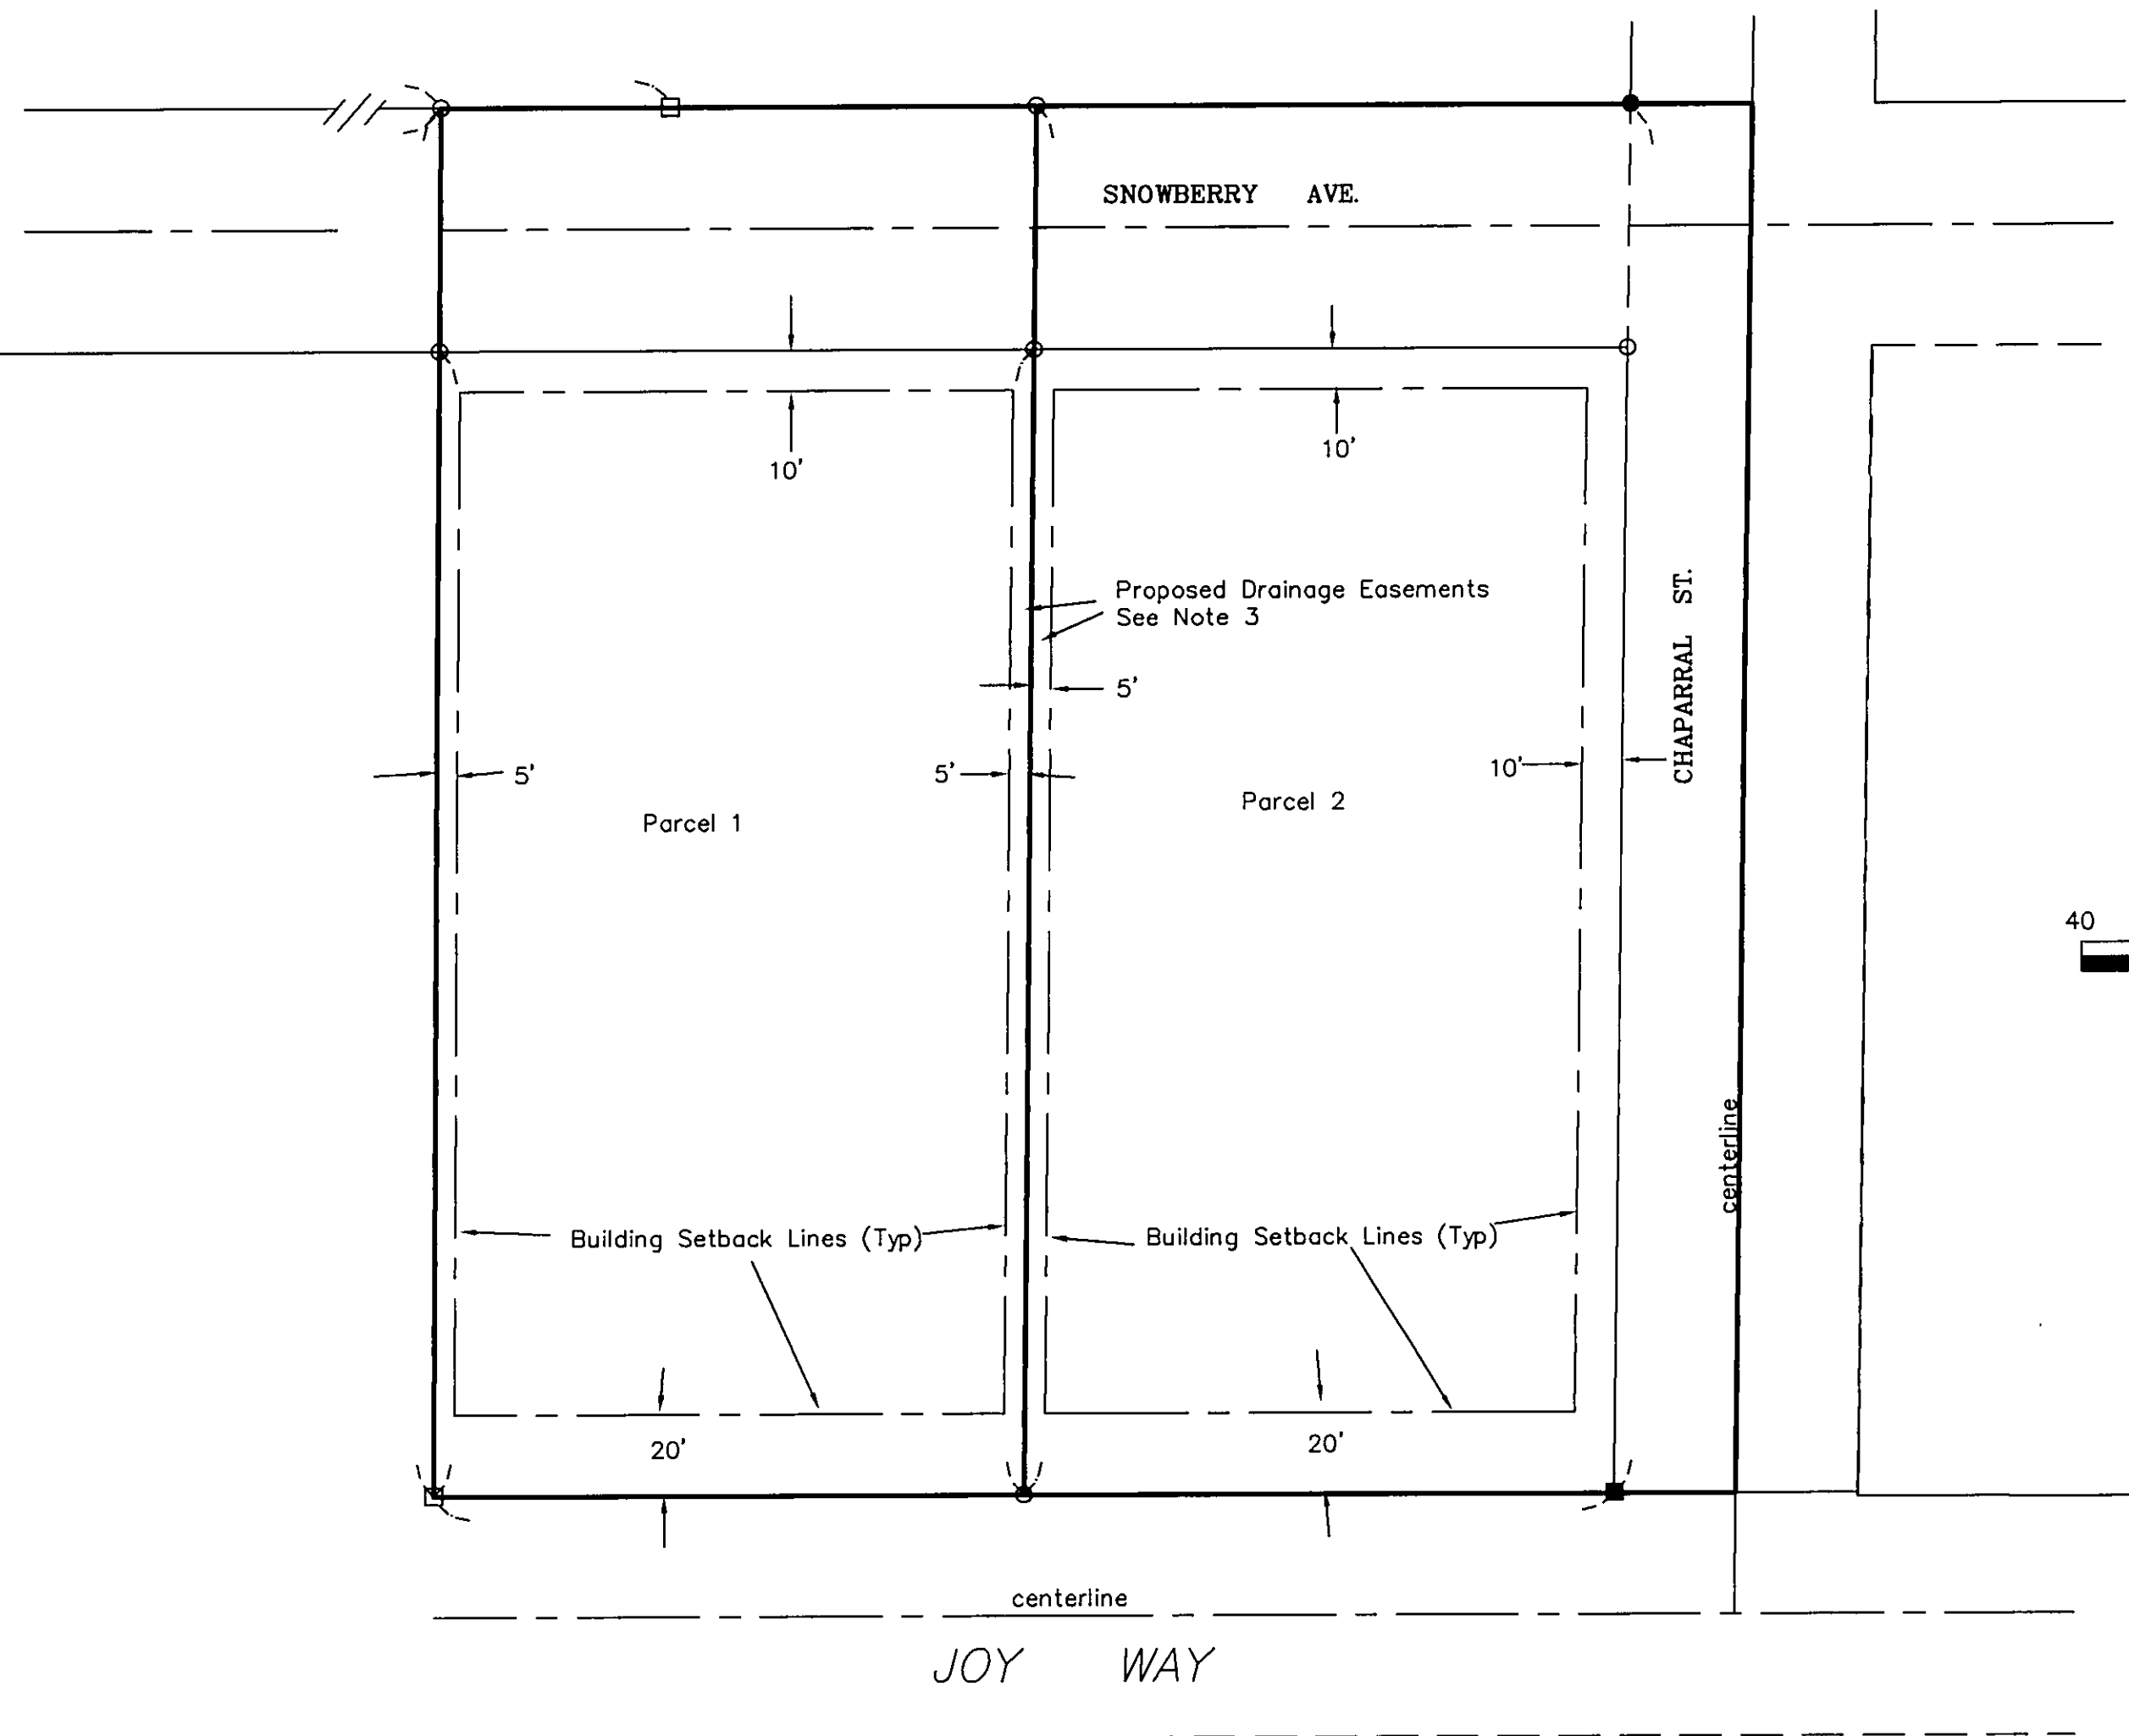 SNOWBERRY AVE.
10'
10'
Proposed Drainage Easements
See Note 3
5'
CHAPARRAL ST.
5'
5'
10'
Parcel 1
Parcel 2
40
centerline
Building Setback Lines (Typ)
Building Setback Lines (Typ)
20'
20'
centerline
JOY WAY